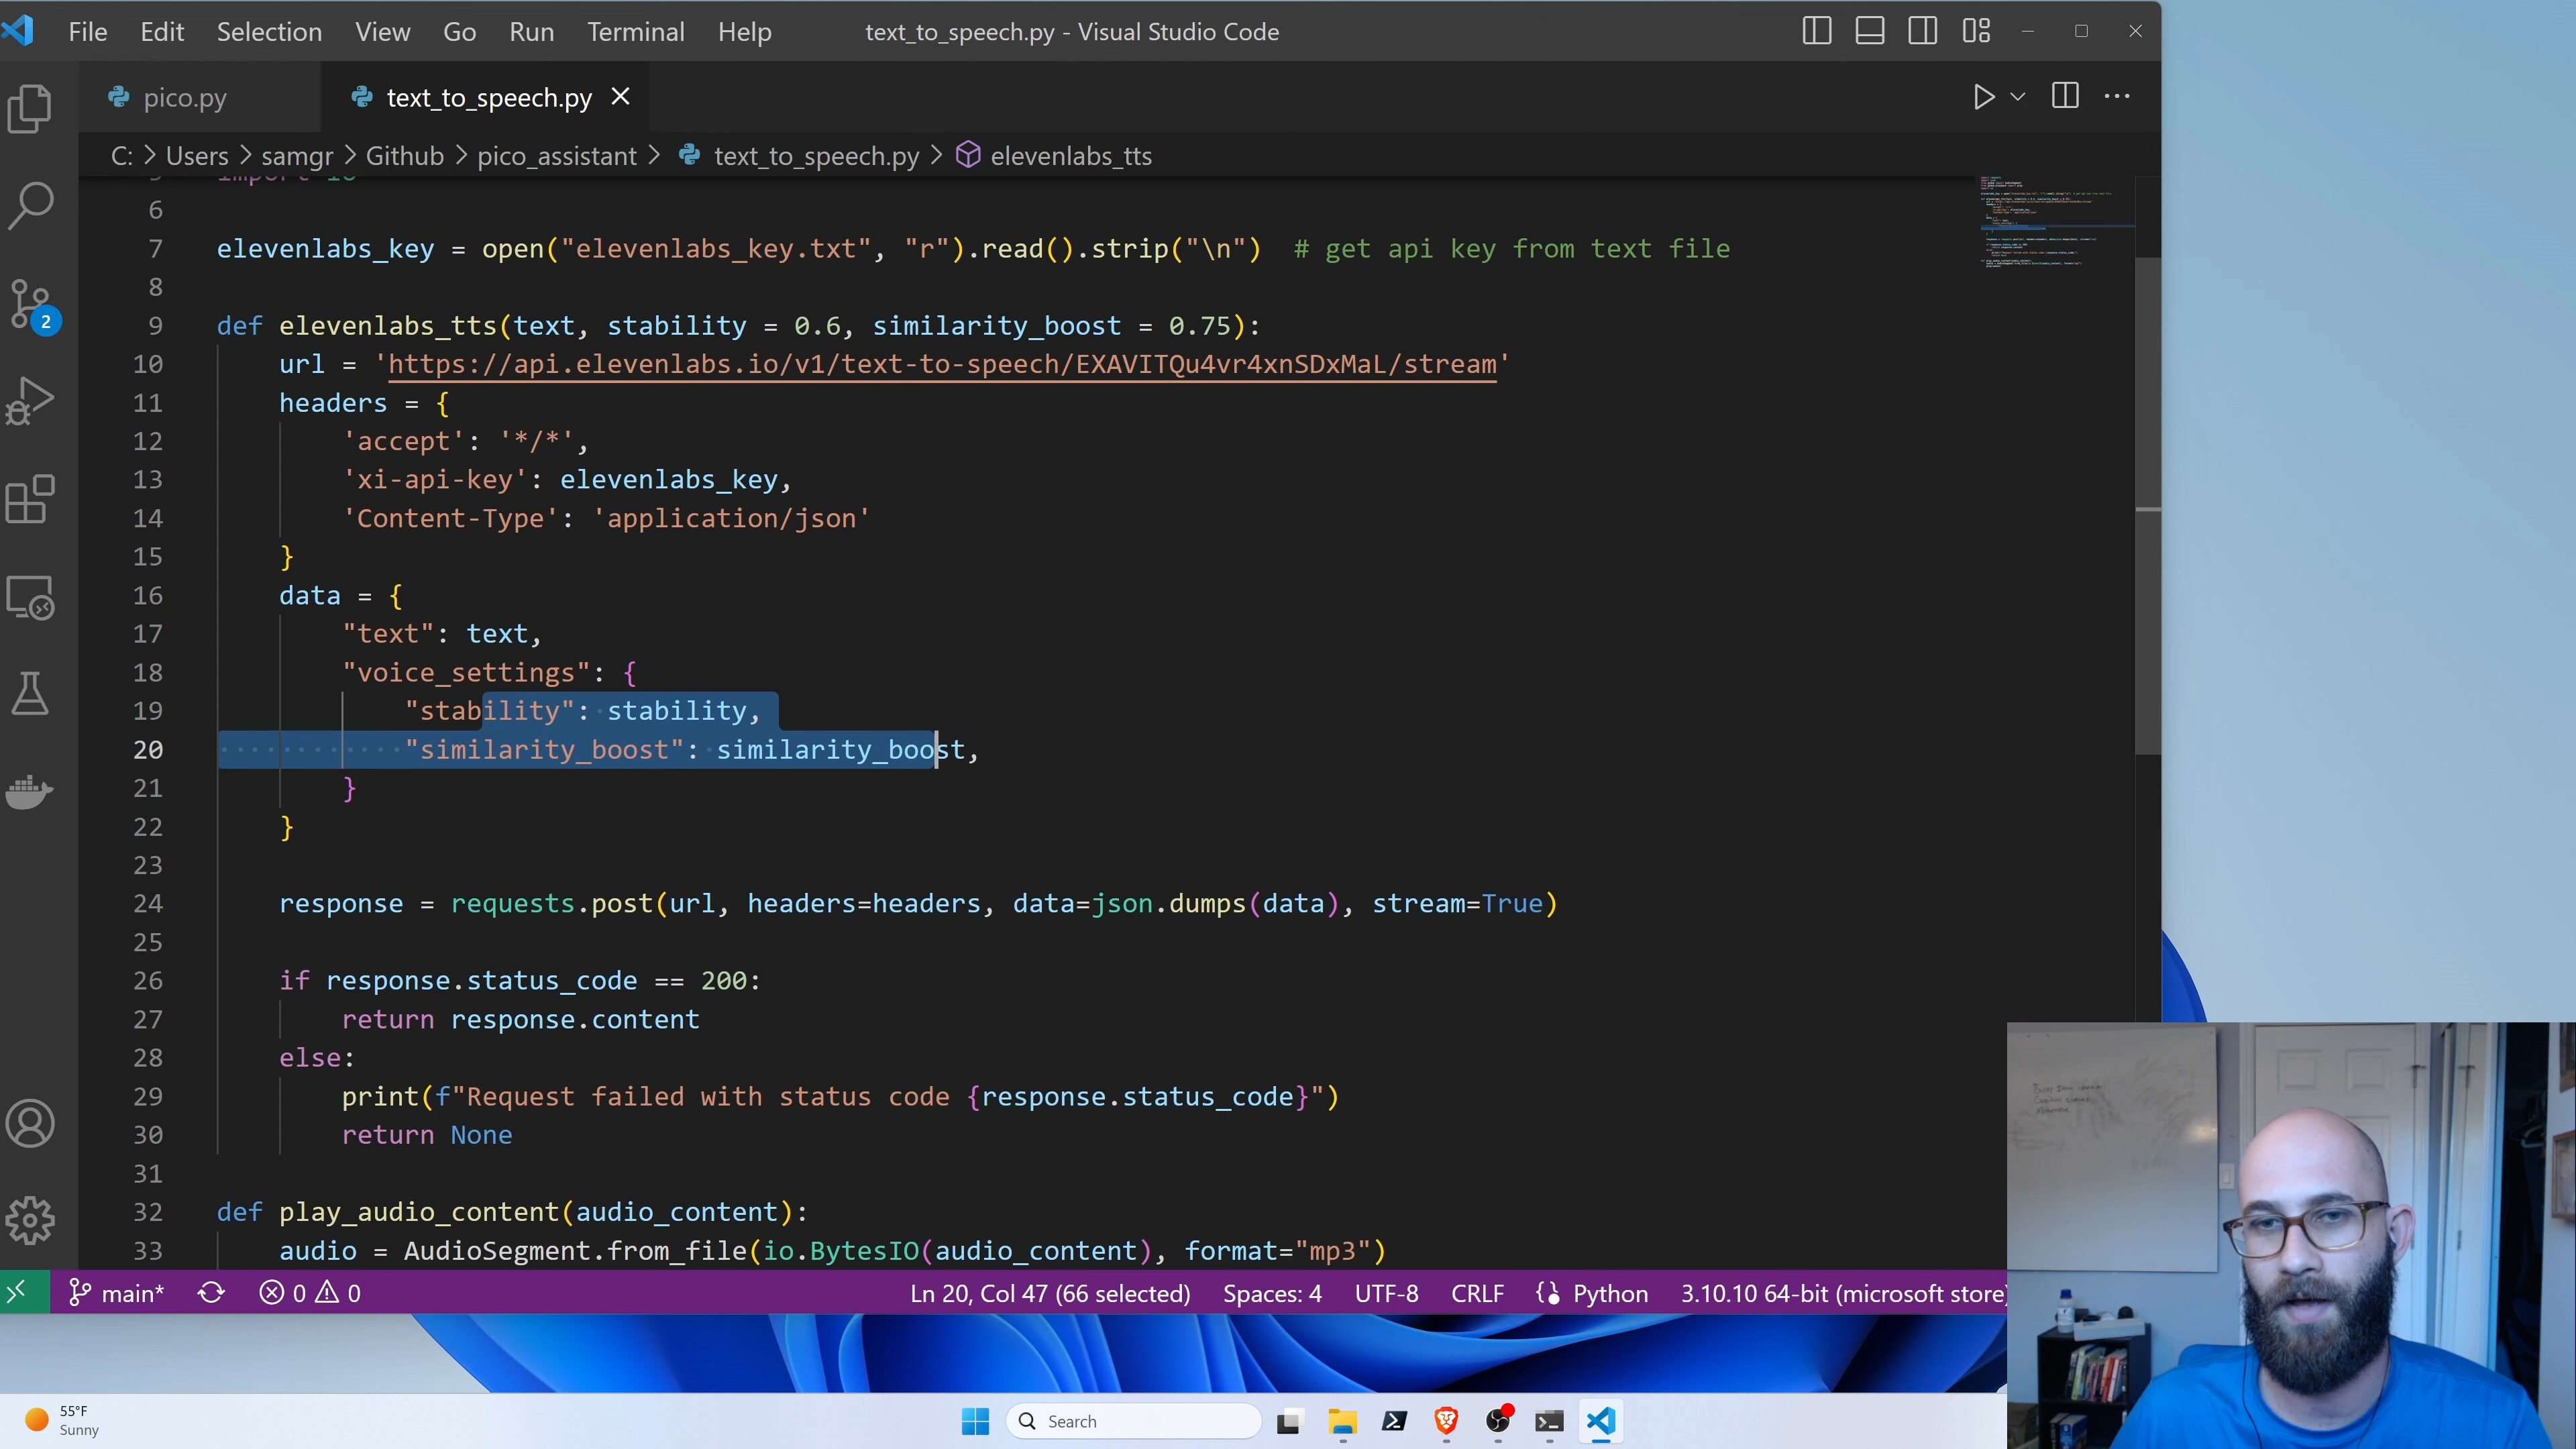 File Edit Selection View Go Run Terminal Help text_to_speech.py - Visual Studio Code
pico.py text_to_speech.py
C: > Users > samgr > Github > pico_assistant > text_to_speech.py > elevenlabs_tts
5 import io
6
7 elevenlabs_key = open("elevenlabs_key.txt", "r").read().strip("\n")  # get api key from text file
8
9 def elevenlabs_tts(text, stability = 0.6, similarity_boost = 0.75):
10     url = 'https://api.elevenlabs.io/v1/text-to-speech/EXAVITQu4vr4xnSDxMaL/stream'
11     headers = {
12         'accept': '*/*',
13         'xi-api-key': elevenlabs_key,
14         'Content-Type': 'application/json'
15     }
16     data = {
17         "text": text,
18         "voice_settings": {
19             "stability": stability,
20             "similarity_boost": similarity_boost,
21         }
22     }
23
24     response = requests.post(url, headers=headers, data=json.dumps(data), stream=True)
25
26     if response.status_code == 200:
27         return response.content
28     else:
29         print(f"Request failed with status code {response.status_code}")
30         return None
31
32 def play_audio_content(audio_content):
33     audio = AudioSegment.from_file(io.BytesIO(audio_content), format="mp3")
2
main* 0 0 Ln 20, Col 47 (66 selected) Spaces: 4 UTF-8 CRLF Python 3.10.10 64-bit (microsoft store)
55°F
Sunny
Search